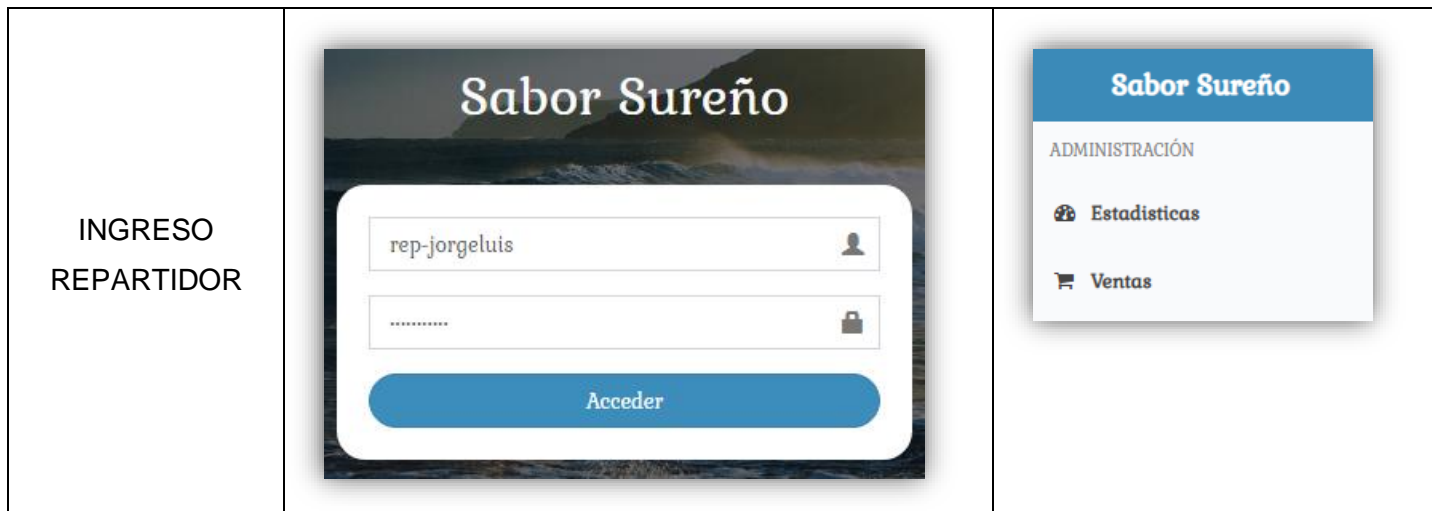 INGRESO
REPARTIDOR
Sabor Sureño
rep-jorgeluis
Acceder
Sabor Sureño
ADMINISTRACIÓN
Estadisticas
Ventas